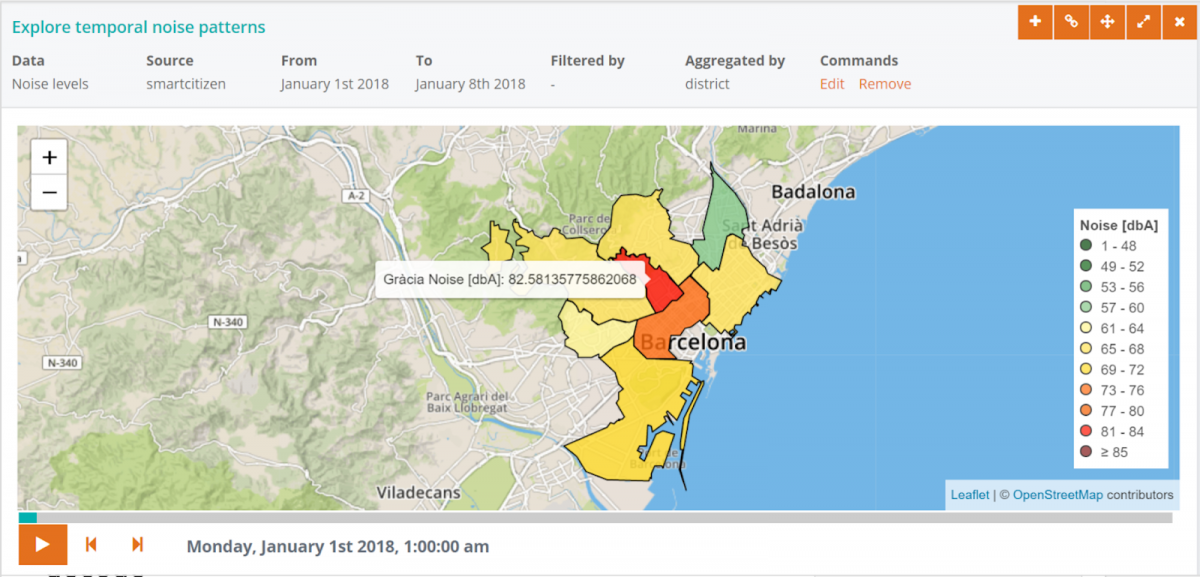 Explore temporal noise patterns
Data Source From To Filtered by Aggregated by Commands
Noise levels smartcitizen January 1st 2018 January 8th 2018 - district Edit Remove
+
−
Marina
A-2
Badalona
Parc de
Collserola
Sant Adrià
de Besòs
Noise [dbA]
1 - 48
49 - 52
53 - 56
57 - 60
61 - 64
65 - 68
69 - 72
73 - 76
77 - 80
81 - 84
≥ 85
a
Gràcia Noise [dbA]: 82.58135775862068
N-340
Barcelona
N-340
Parc Agrari del
Baix Llobregat
Port de
Barcelona
Viladecans
Leaflet | © OpenStreetMap contributors
Monday, January 1st 2018, 1:00:00 am